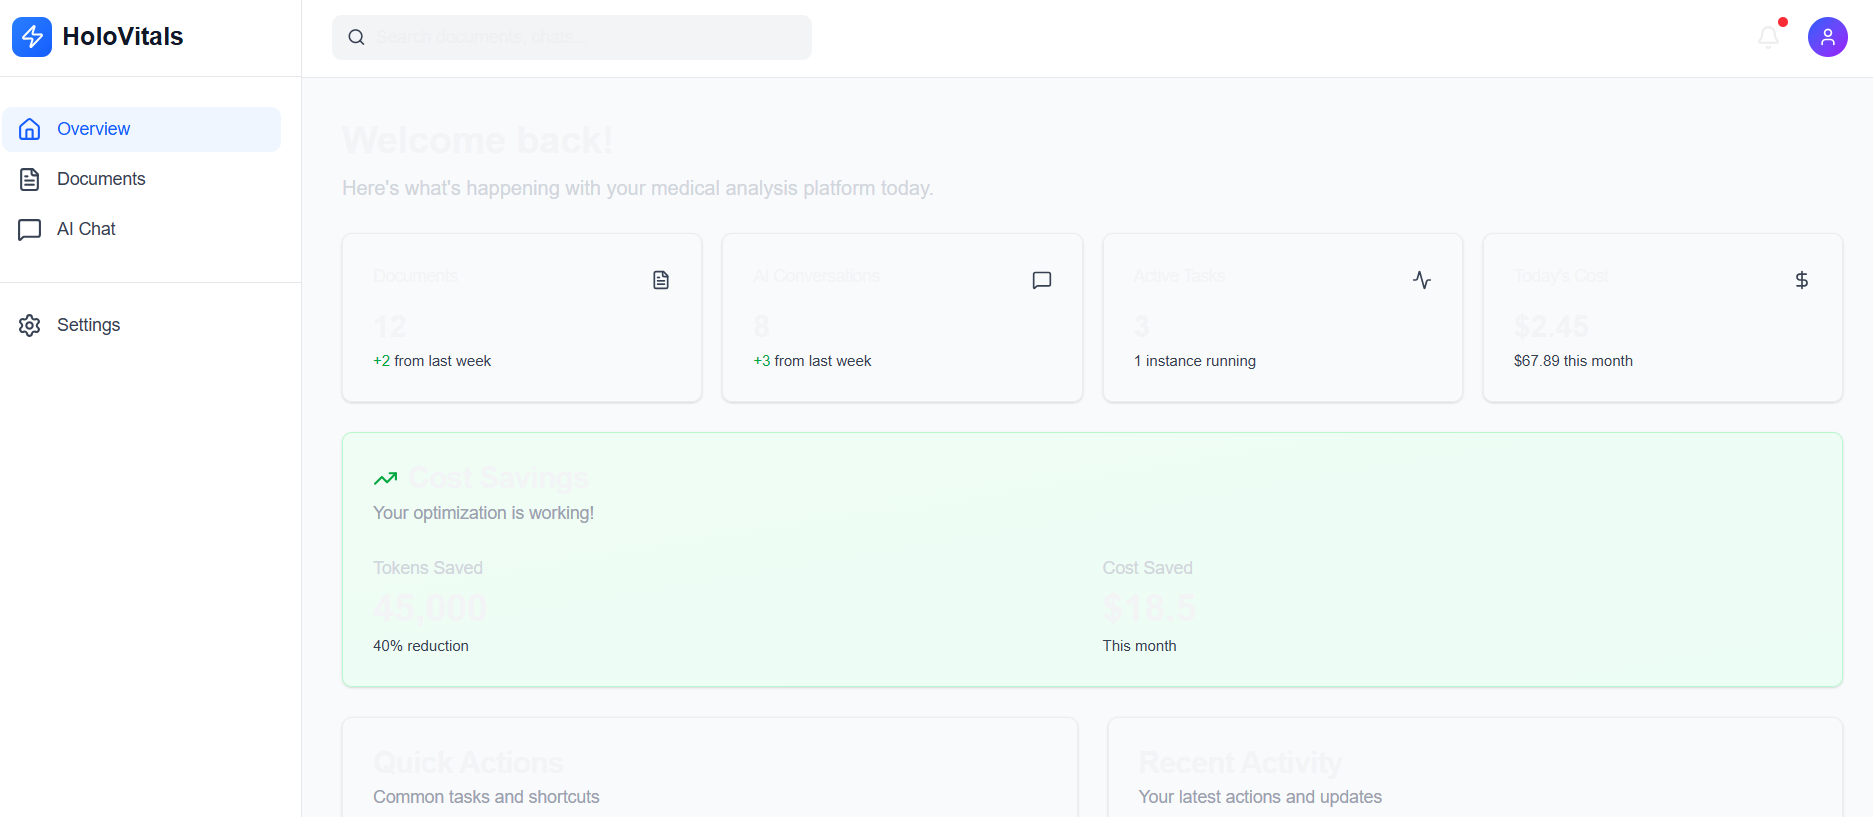 HoloVitals
Search documents, chats...
Overview
Documents
AI Chat
Settings
Welcome back!
Here's what's happening with your medical analysis platform today.
Documents
12
+2 from last week
AI Conversations
8
+3 from last week
Active Tasks
3
1 instance running
Today's Cost
$2.45
$67.89 this month
Cost Savings
Your optimization is working!
Tokens Saved
45,000
40% reduction
Cost Saved
$18.5
This month
Quick Actions
Common tasks and shortcuts
Recent Activity
Your latest actions and updates